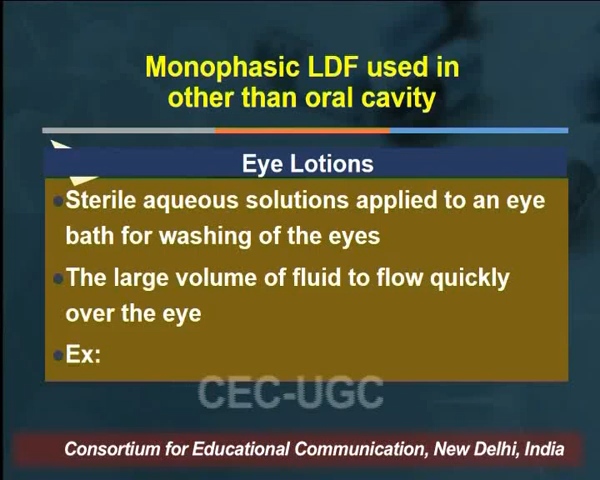 Monophasic LDF used in
other than oral cavity
Eye Lotions
●Sterile aqueous solutions applied to an eye
bath for washing of the eyes
●The large volume of fluid to flow quickly
over the eye
●Ex:
CEC-UGC
Consortium for Educational Communication, New Delhi, India